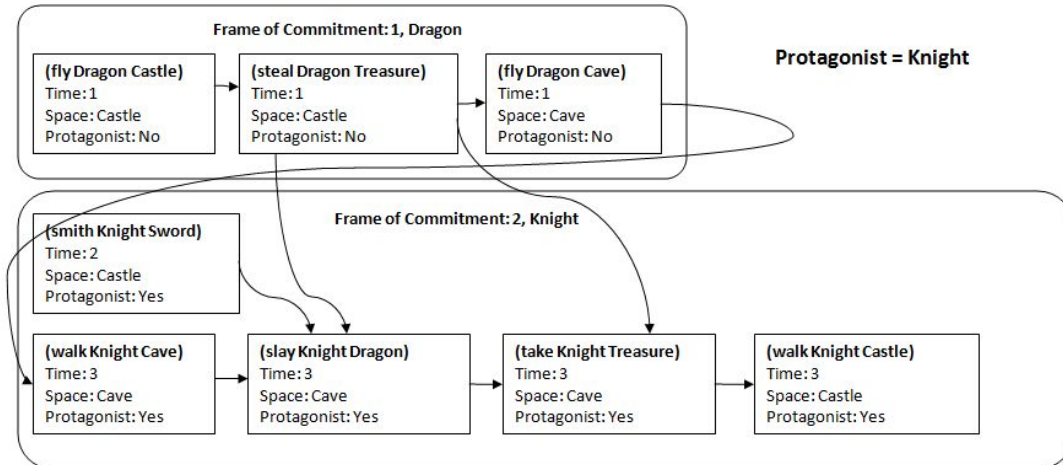 Frame of Commitment: 1, Dragon
Protagonist = Knight
(fly Dragon Castle)
Time: 1
Space: Castle
Protagonist: No
(steal Dragon Treasure)
Time: 1
Space: Castle
Protagonist: No
(fly Dragon Cave)
Time: 1
Space: Cave
Protagonist: No
Frame of Commitment: 2, Knight
(smith Knight Sword)
Time: 2
Space: Castle
Protagonist: Yes
(walk Knight Cave)
Time: 3
Space: Cave
Protagonist: Yes
(slay Knight Dragon)
Time: 3
Space: Cave
Protagonist: Yes
(take Knight Treasure)
Time: 3
Space: Cave
Protagonist: Yes
(walk Knight Castle)
Time: 3
Space: Castle
Protagonist: Yes